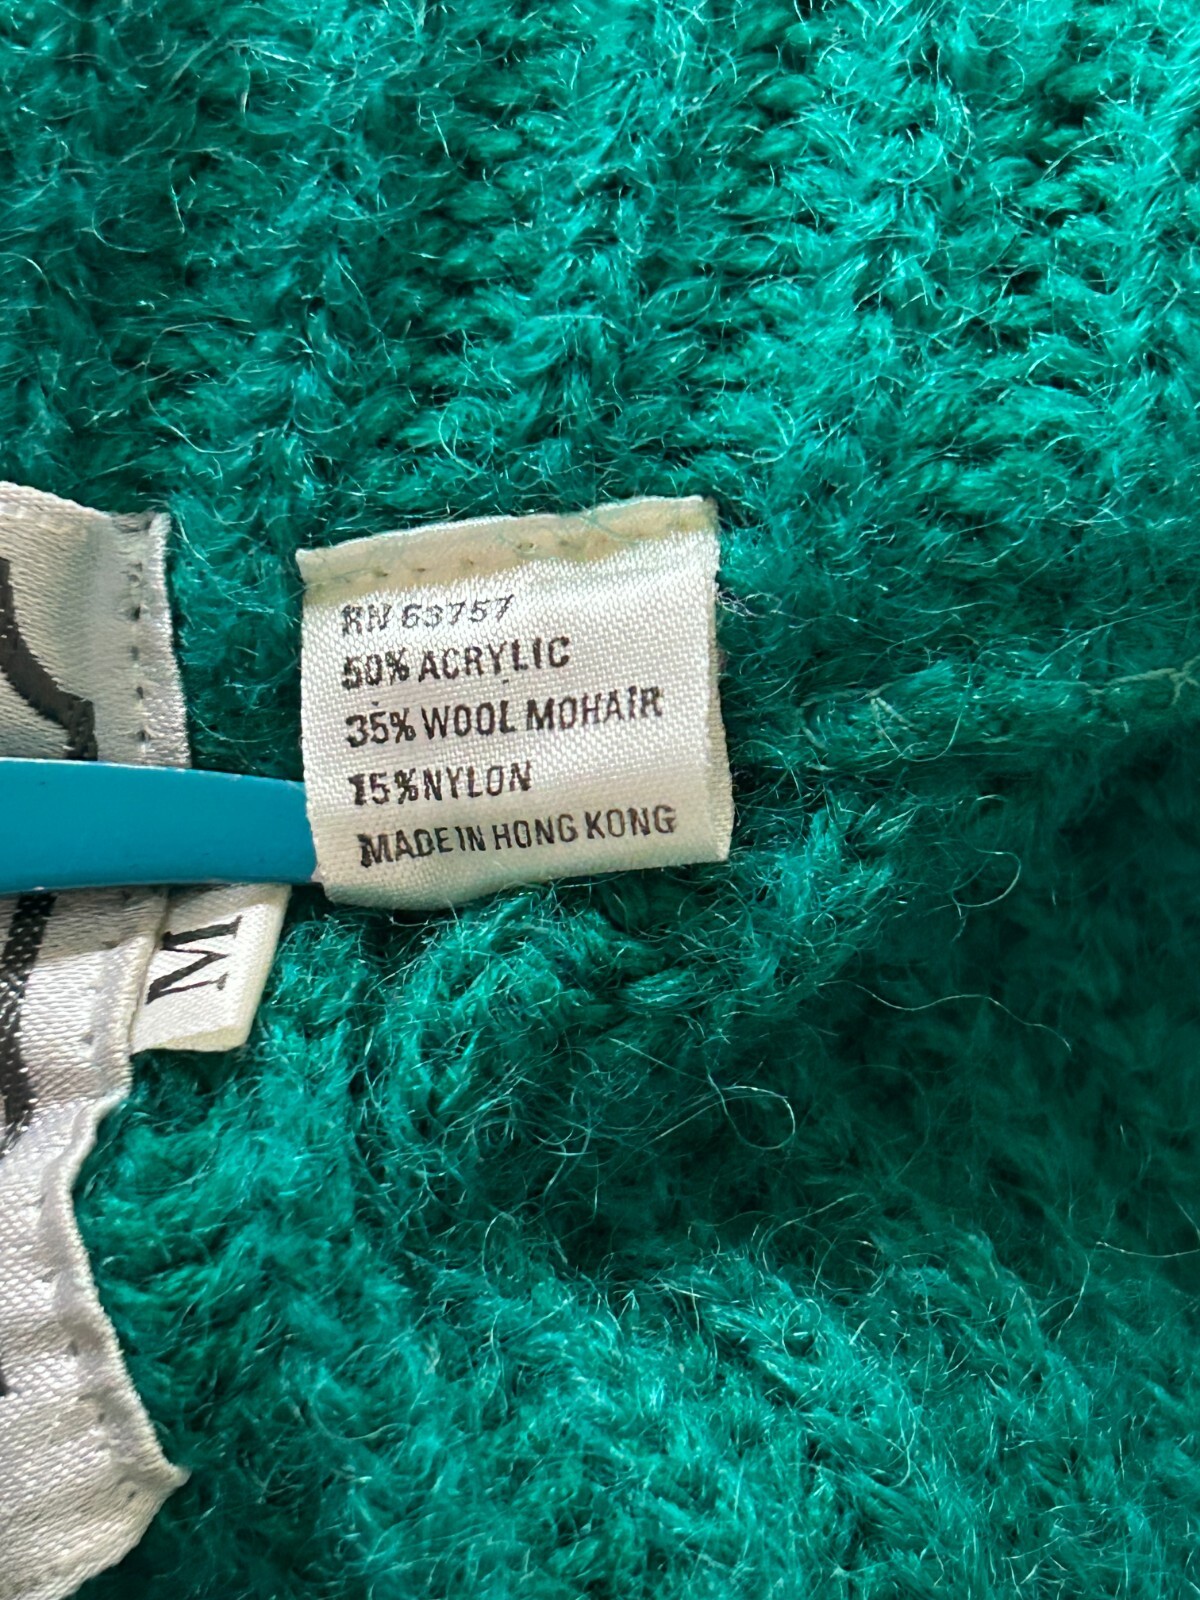 RN 63757
50% ACRYLIC
35% WOOL MOHAIR
15% NYLON
MADE IN HONG KONG
M